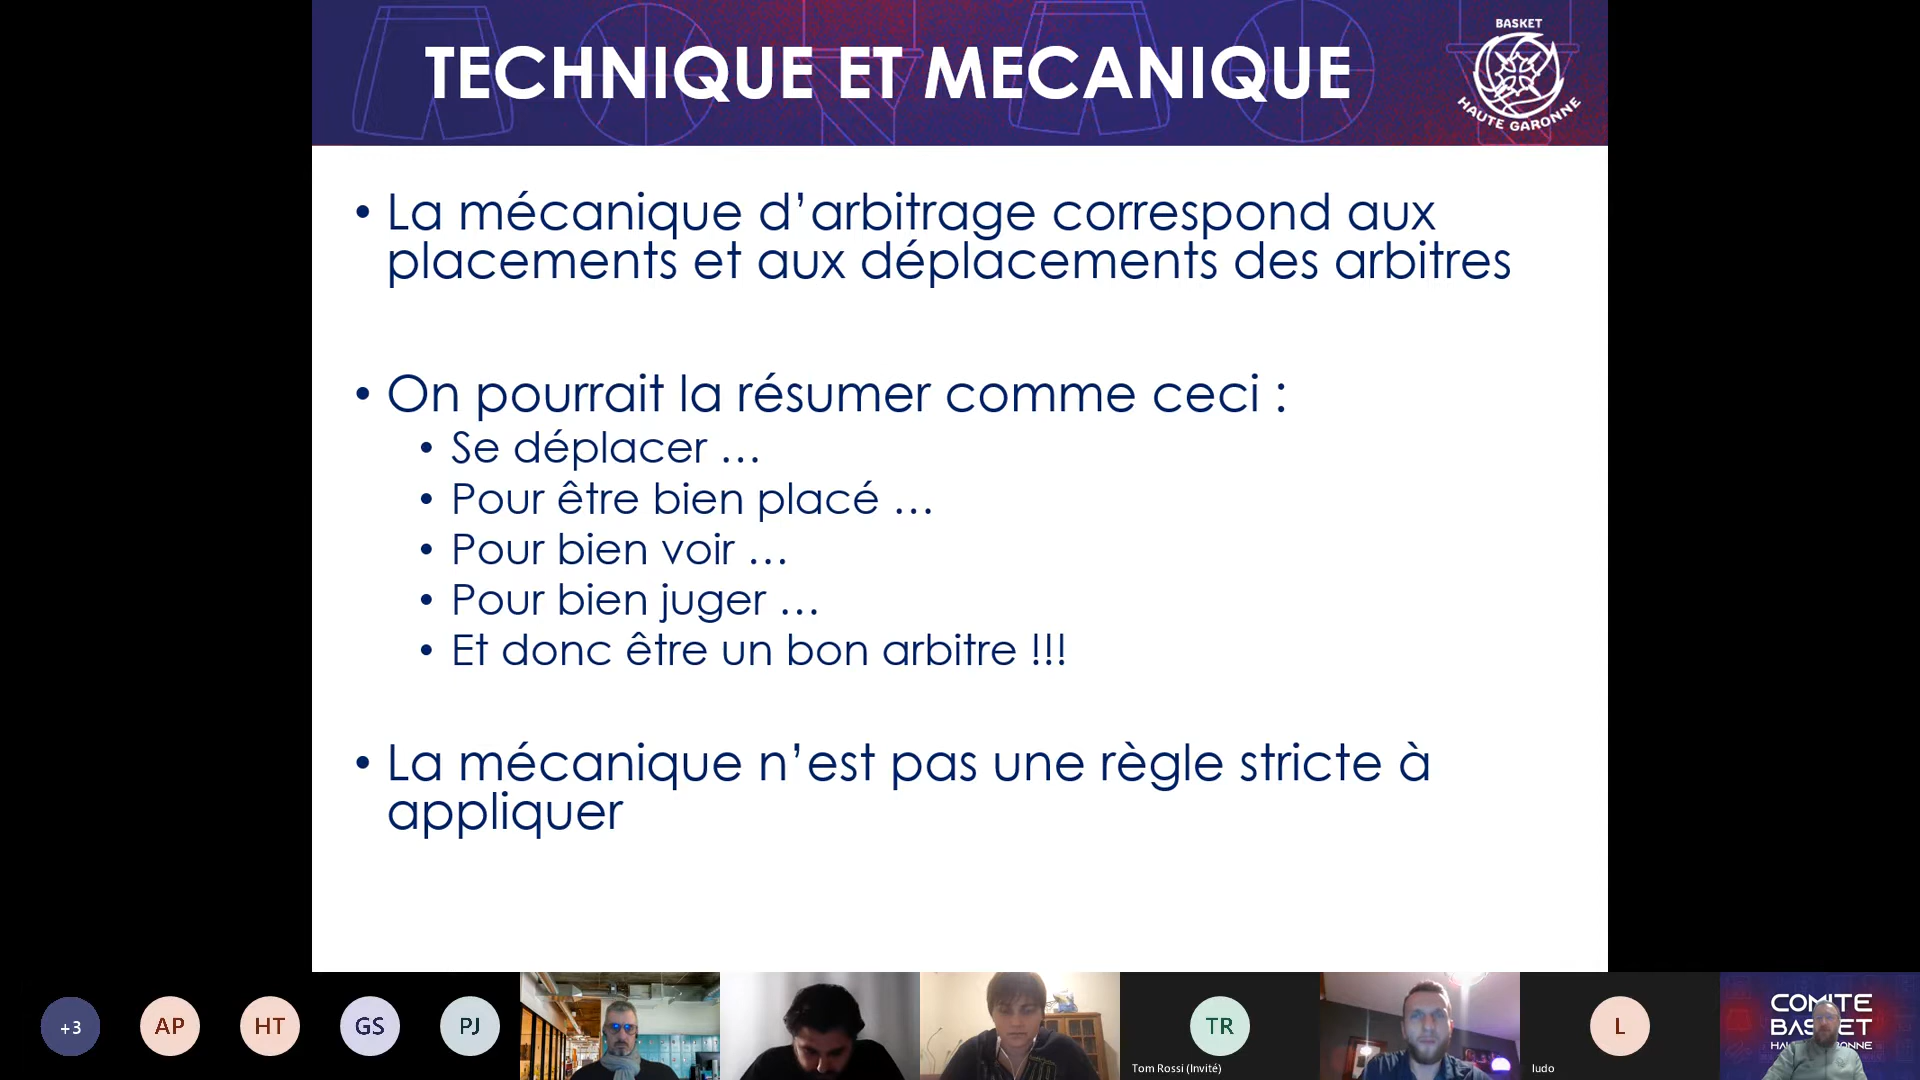 TECHNIQUE ET MECANIQUE
BASKET
HAUTE GARONNE
• La mécanique d’arbitrage correspond aux
placements et aux déplacements des arbitres
• On pourrait la résumer comme ceci :
• Se déplacer …
• Pour être bien placé …
• Pour bien voir …
• Pour bien juger …
• Et donc être un bon arbitre !!!
• La mécanique n’est pas une règle stricte à
appliquer
+3
AP
HT
GS
PJ
TR
Tom Rossi (Invité)
L
ludo
COMITE
BASKET